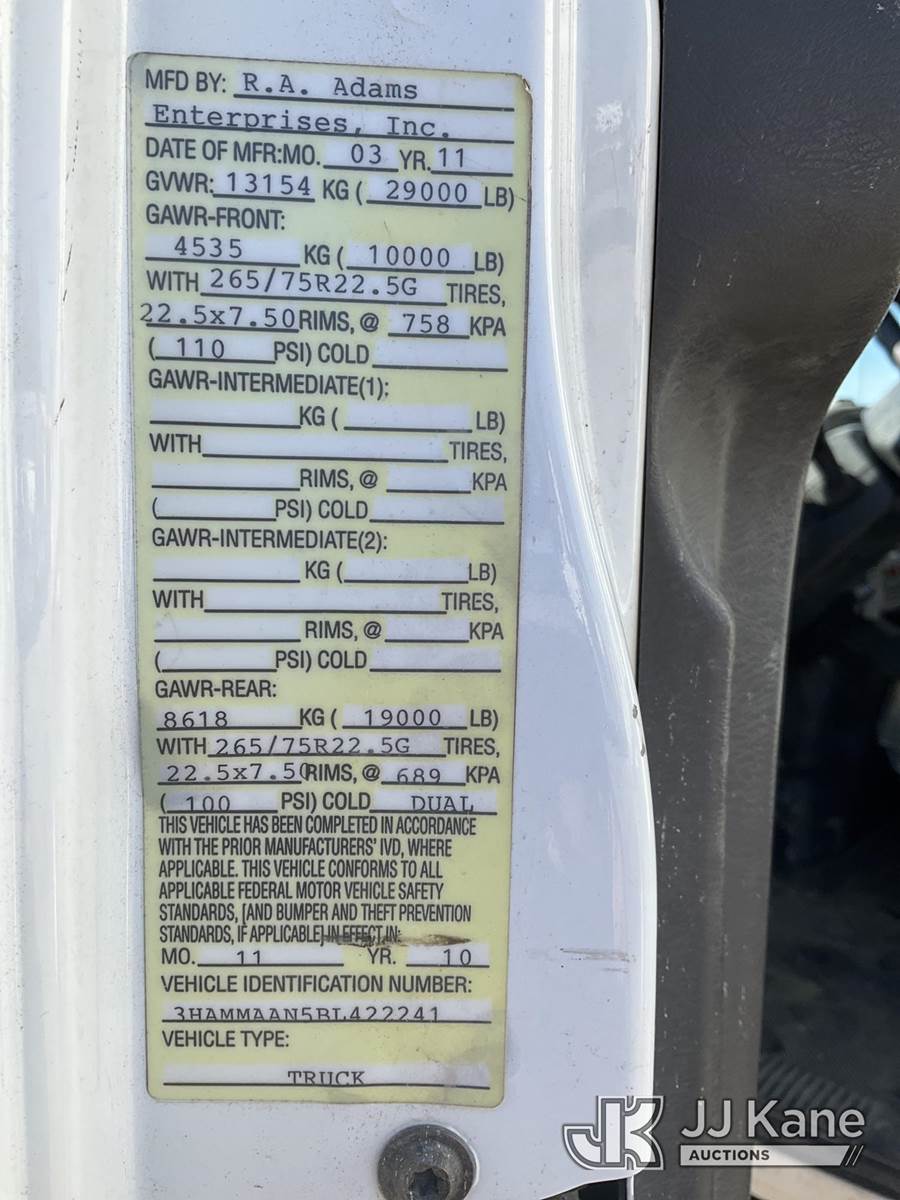 MFD BY: R.A. Adams
Enterprises, Inc.
DATE OF MFR:MO. 03 YR. 11
GVWR: 13154 KG ( 29000 LB)
GAWR-FRONT:
4535 KG ( 10000 LB)
WITH 265/75R22.5G TIRES,
22.5x7.50 RIMS, @ 758 KPA
( 110 PSI) COLD
GAWR-INTERMEDIATE(1):
KG ( LB)
WITH TIRES,
RIMS, @ KPA
( PSI) COLD
GAWR-INTERMEDIATE(2):
KG ( LB)
WITH TIRES,
RIMS, @ KPA
( PSI) COLD
GAWR-REAR:
8618 KG ( 19000 LB)
WITH 265/75R22.5G TIRES,
22.5x7.50 RIMS, @ 689 KPA
( 100 PSI) COLD DUAL
THIS VEHICLE HAS BEEN COMPLETED IN ACCORDANCE
WITH THE PRIOR MANUFACTURERS' IVD, WHERE
APPLICABLE. THIS VEHICLE CONFORMS TO ALL
APPLICABLE FEDERAL MOTOR VEHICLE SAFETY
STANDARDS, [AND BUMPER AND THEFT PREVENTION
STANDARDS, IF APPLICABLE] IN EFFECT IN:
MO. 11 YR. 10
VEHICLE IDENTIFICATION NUMBER:
3HAMMAAN5BL422241
VEHICLE TYPE:
TRUCK
JK JJ Kane
AUCTIONS